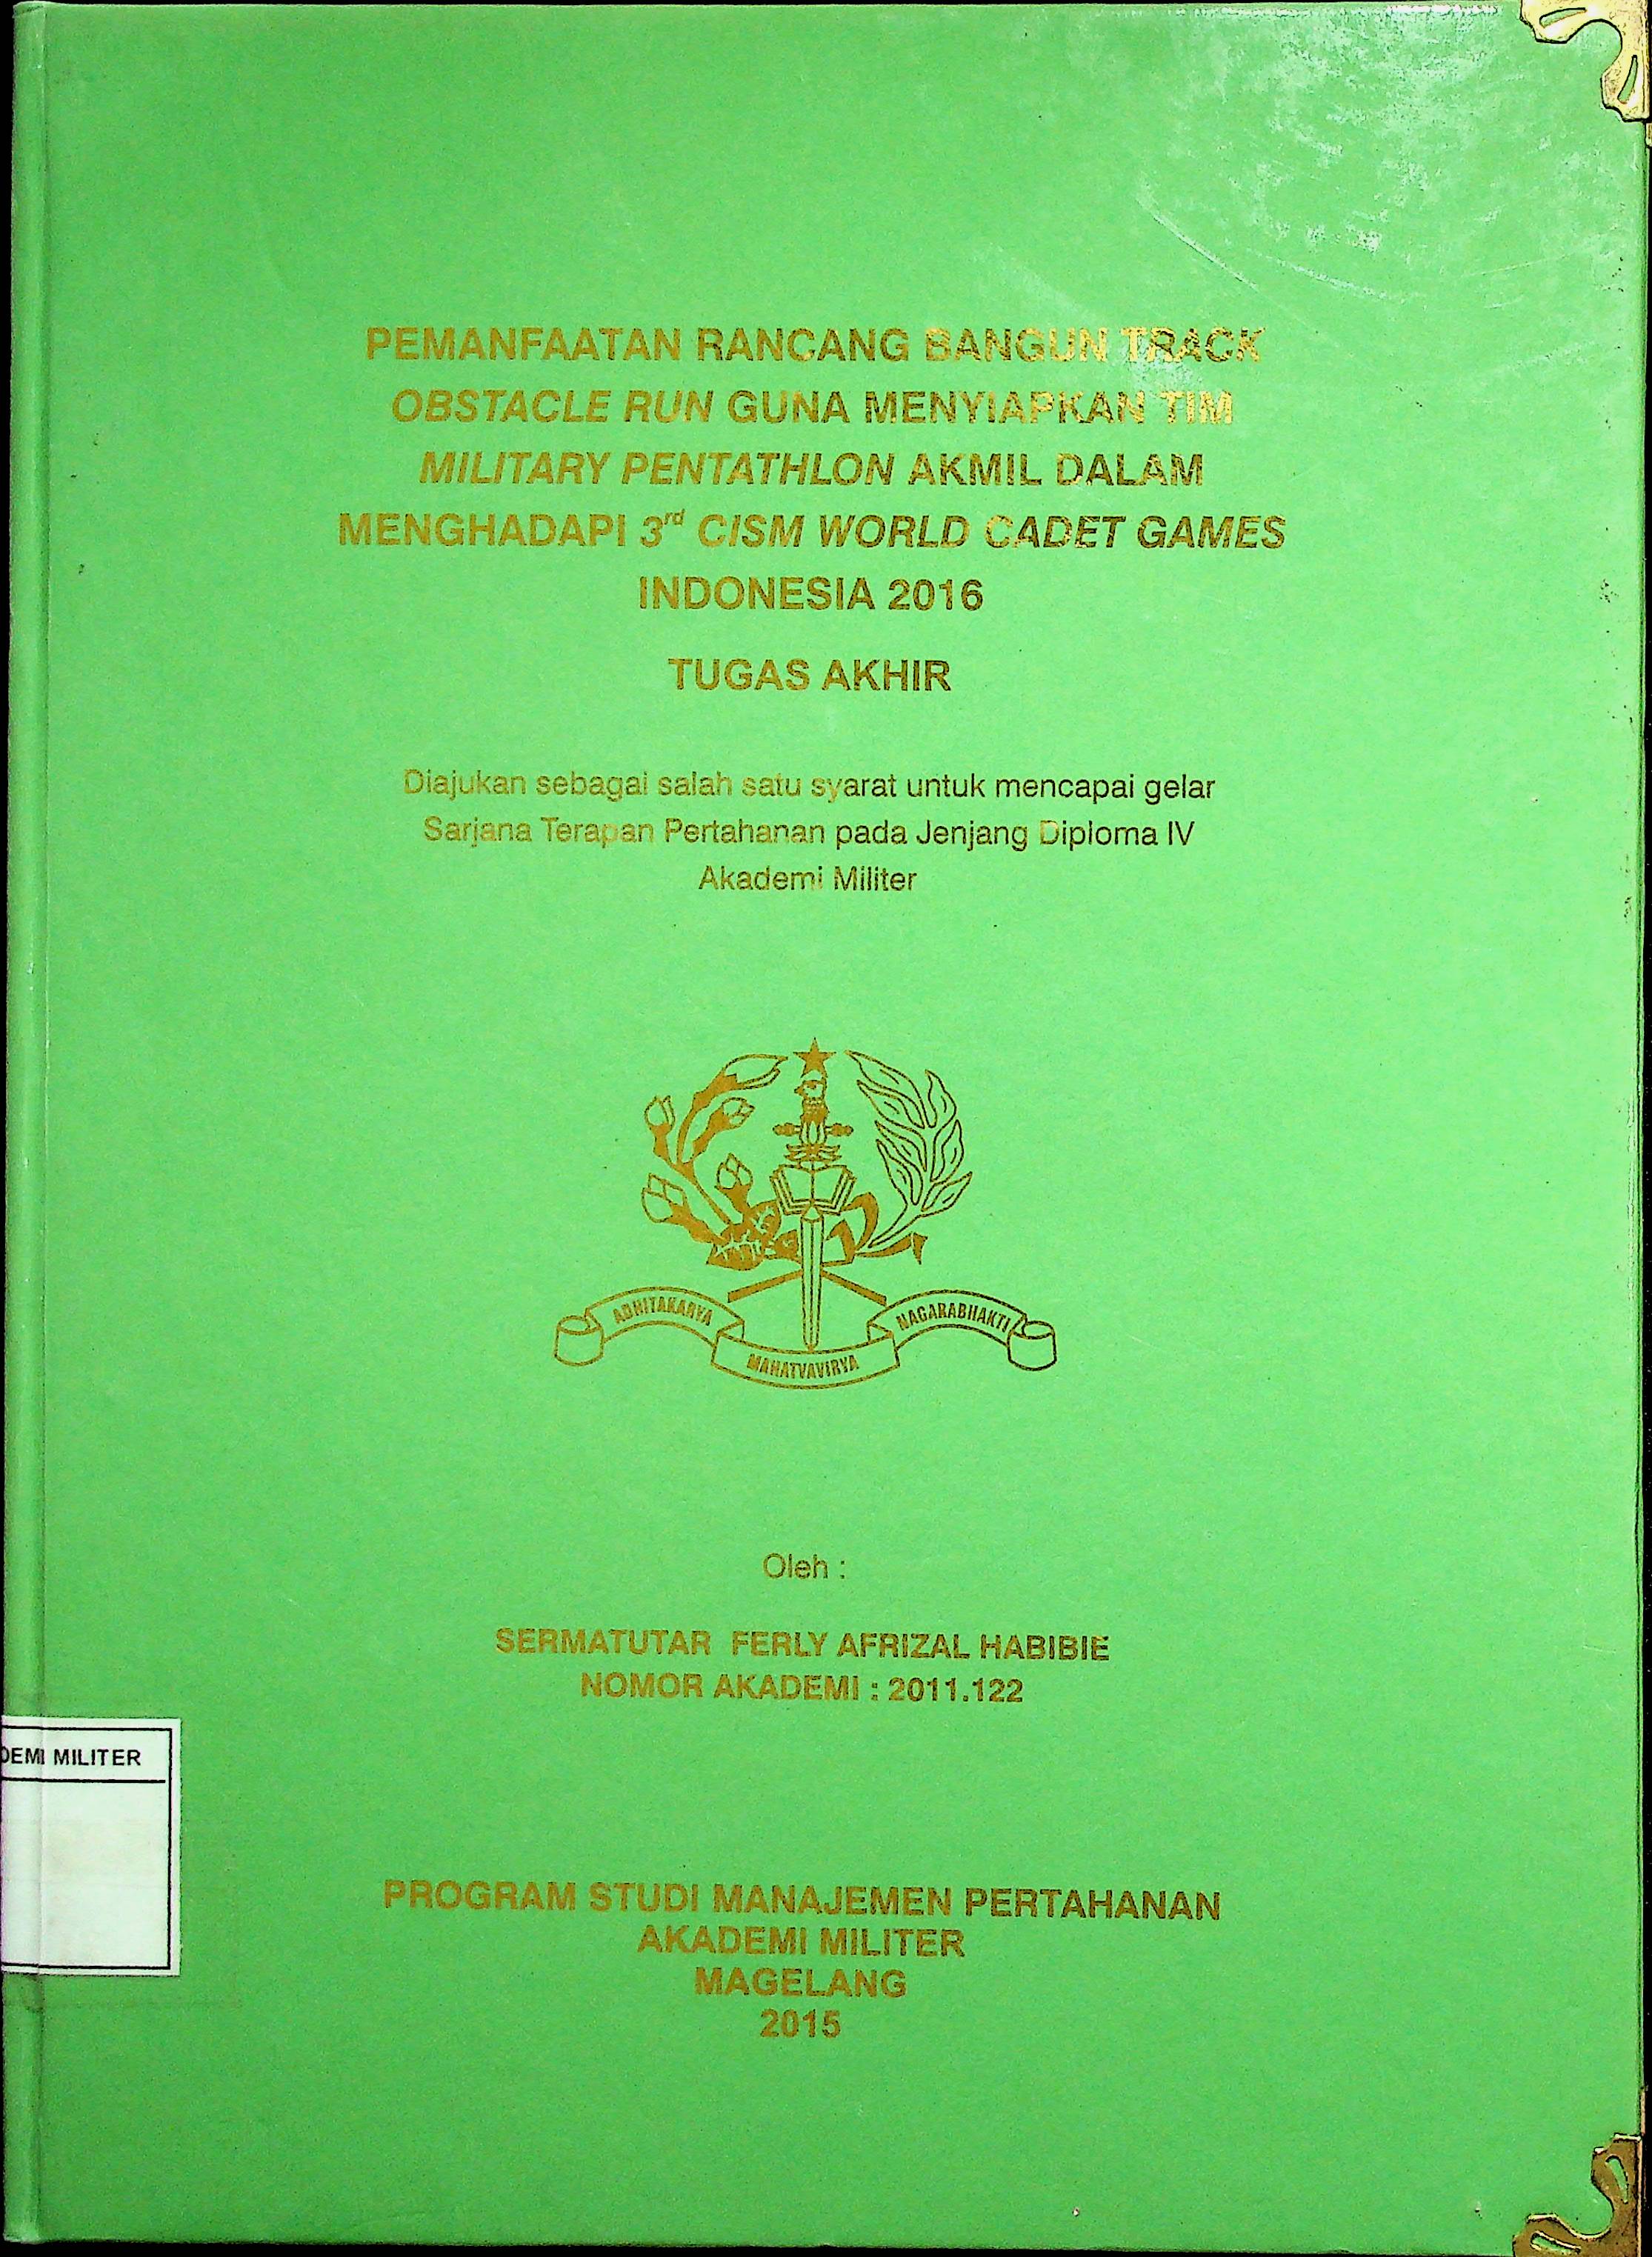 PEMANFAATAN RANCANG BANGUN TRACK
OBSTACLE RUN GUNA MENYIAPKAN TIM
MILITARY PENTATHLON AKMIL DALAM
MENGHADAPI 3rd CISM WORLD CADET GAMES
INDONESIA 2016
TUGAS AKHIR
Diajukan sebagai salah satu syarat untuk mencapai gelar
Sarjana Terapan Pertahanan pada Jenjang Diploma IV
Akademi Militer
ADHITAKARYA
MAHATVAVIRYA
NAGARABHAKTI
Oleh :
SERMATUTAR FERLY AFRIZAL HABIBIE
NOMOR AKADEMI : 2011.122
DEMI MILITER
PROGRAM STUDI MANAJEMEN PERTAHANAN
AKADEMI MILITER
MAGELANG
2015